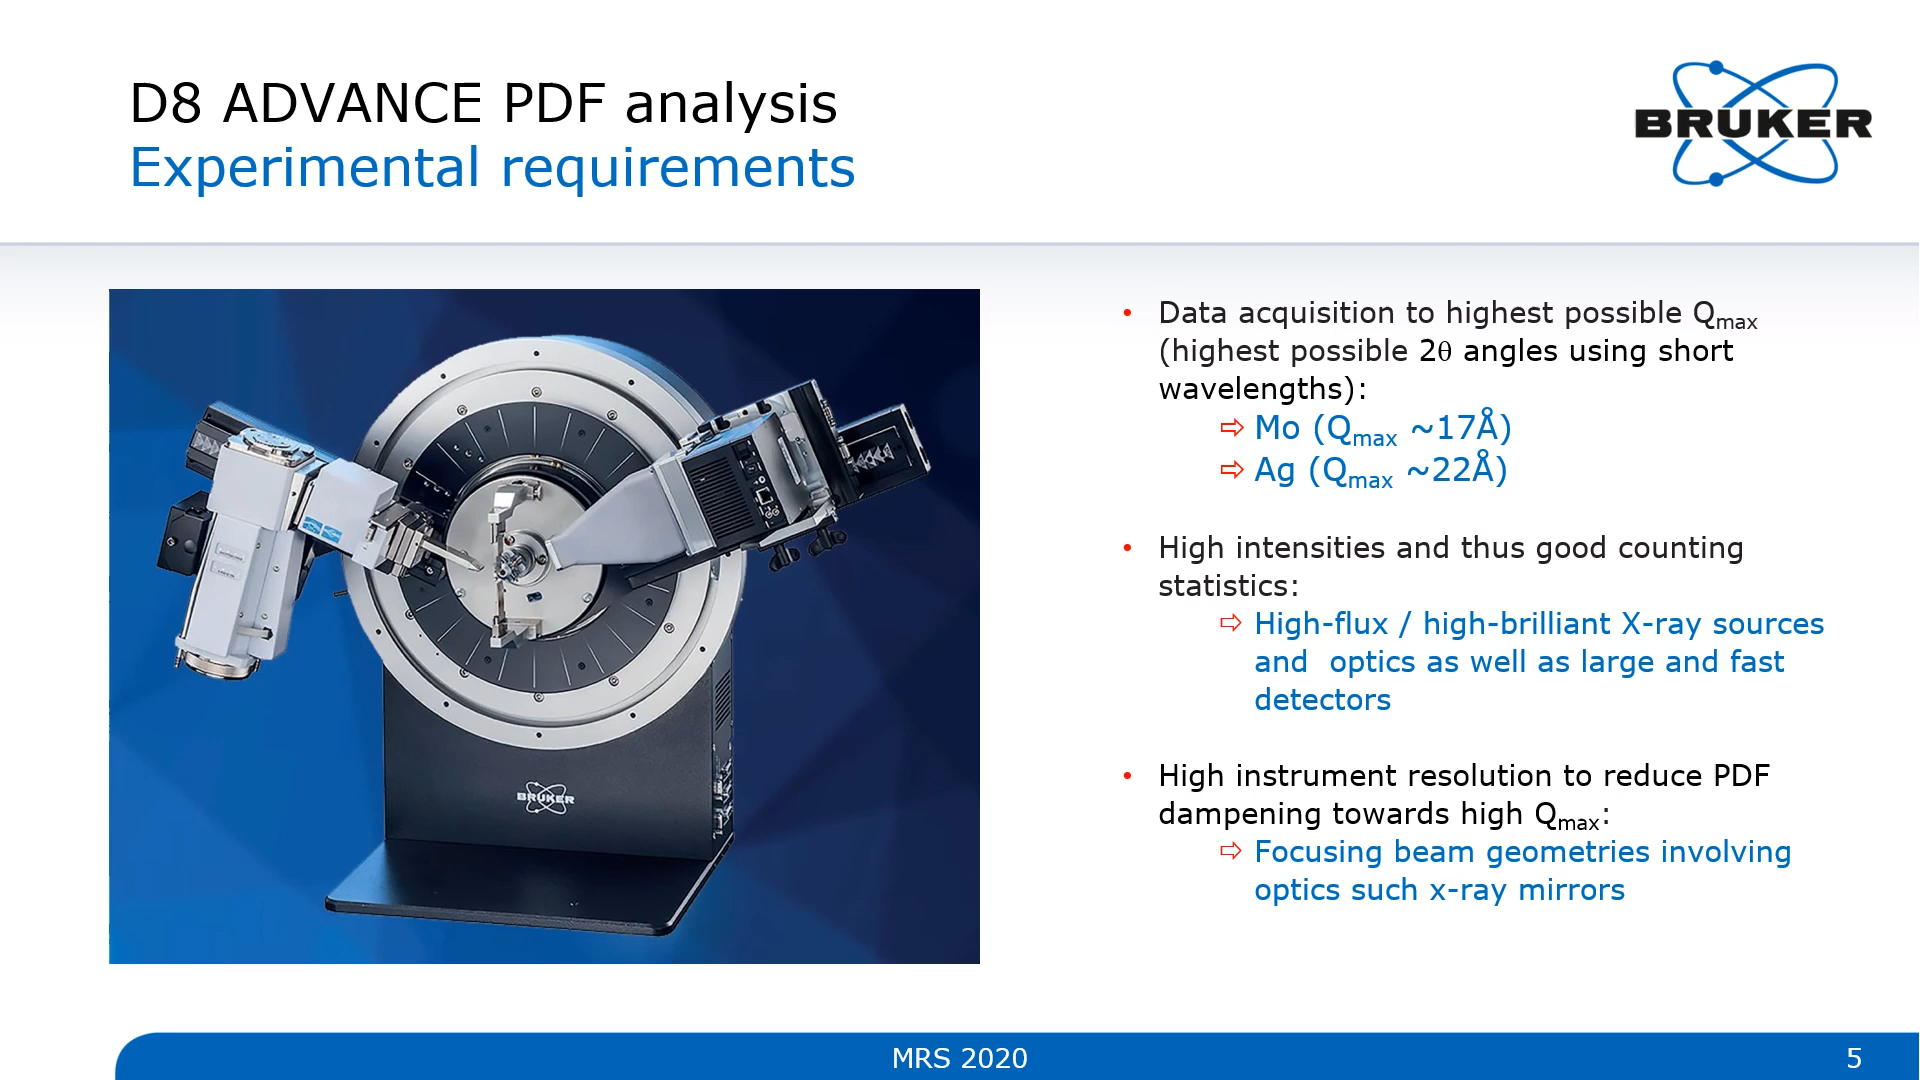 D8 ADVANCE PDF analysis
Experimental requirements
BRUKER
• Data acquisition to highest possible Qmax
(highest possible 2θ angles using short
wavelengths):
⇨ Mo (Qmax ~17Å)
⇨ Ag (Qmax ~22Å)
• High intensities and thus good counting
statistics:
⇨ High-flux / high-brilliant X-ray sources
and  optics as well as large and fast
detectors
• High instrument resolution to reduce PDF
dampening towards high Qmax:
⇨ Focusing beam geometries involving
optics such x-ray mirrors
BRUKER
MRS 2020
5